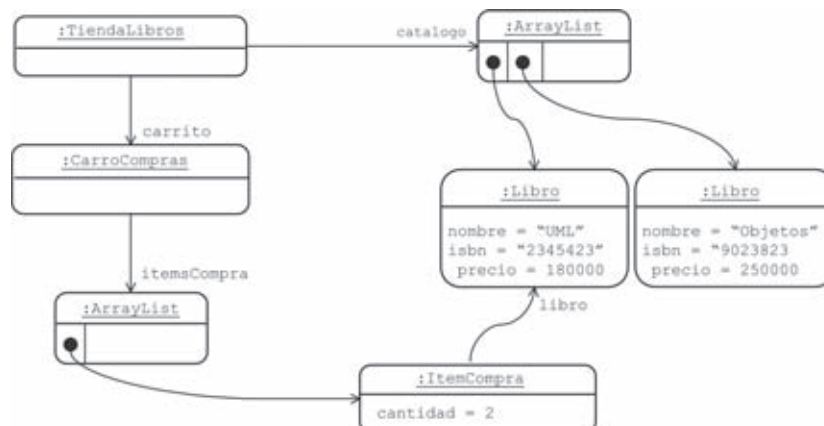 :TiendaLibros
catalogo
:ArrayList
carrito
:CarroCompras
:Libro
nombre = "UML"
isbn = "2345423"
precio = 180000
:Libro
nombre = "Objetos"
isbn = "9023823
precio = 250000
itemsCompra
:ArrayList
libro
:ItemCompra
cantidad = 2